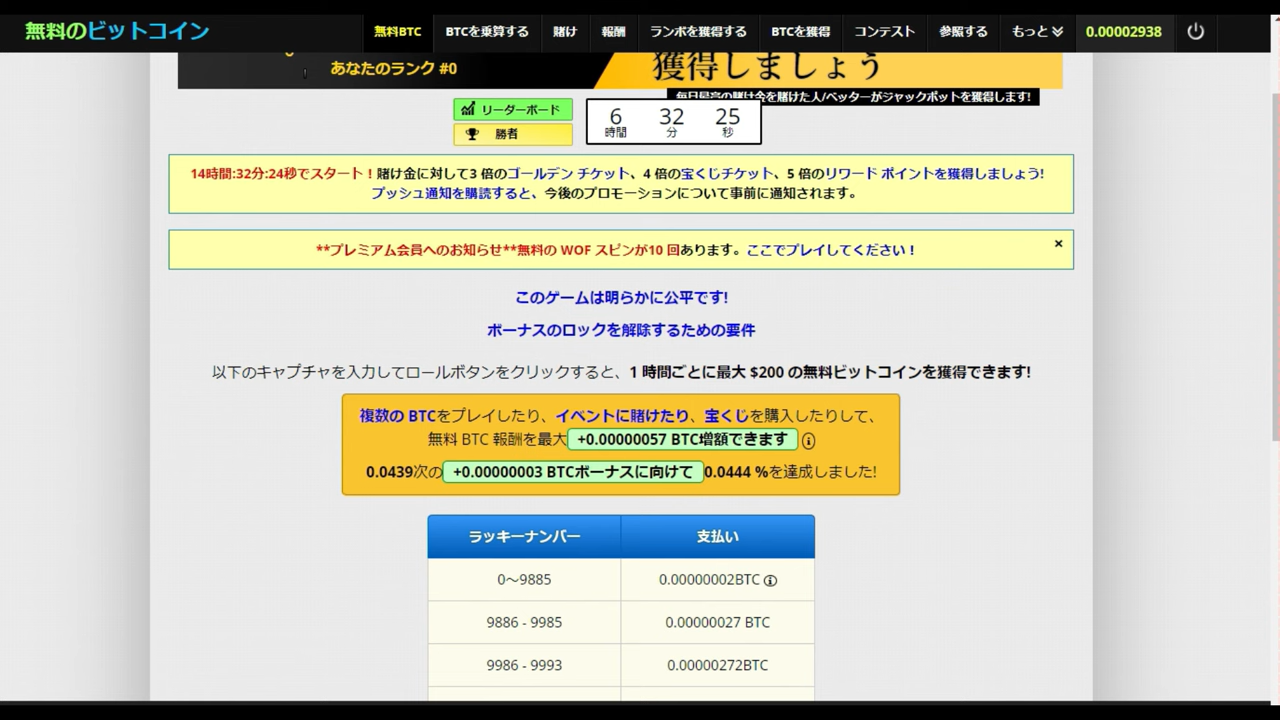 無料のビットコイン
無料BTC BTCを乗算する 賭け 報酬 ランボを獲得する BTCを獲得 コンテスト 参照する もっと 0.00002938
あなたのランク #0
獲得しましょう
毎日最高の賭け金を賭けた人/ベッターがジャックポットを獲得します!
リーダーボード
勝者
6 32 25
時間 分 秒
14時間:32分:24秒でスタート！賭け金に対して3 倍のゴールデン チケット、4 倍の宝くじチケット、5 倍のリワード ポイントを獲得しましょう!
プッシュ通知を購読すると、今後のプロモーションについて事前に通知されます。
**プレミアム会員へのお知らせ**無料の WOF スピンが10 回あります。ここでプレイしてください！
×
このゲームは明らかに公平です!
ボーナスのロックを解除するための要件
以下のキャプチャを入力してロールボタンをクリックすると、1 時間ごとに最大 $200 の無料ビットコインを獲得できます!
複数の BTCをプレイしたり、イベントに賭けたり、宝くじを購入したりして、
無料 BTC 報酬を最大 +0.00000057 BTC増額できます
0.0439次の +0.00000003 BTCボーナスに向けて 0.0444 %を達成しました!
ラッキーナンバー 支払い
0〜9885 0.00000002BTC
9886 - 9985 0.00000027 BTC
9986 - 9993 0.00000272BTC